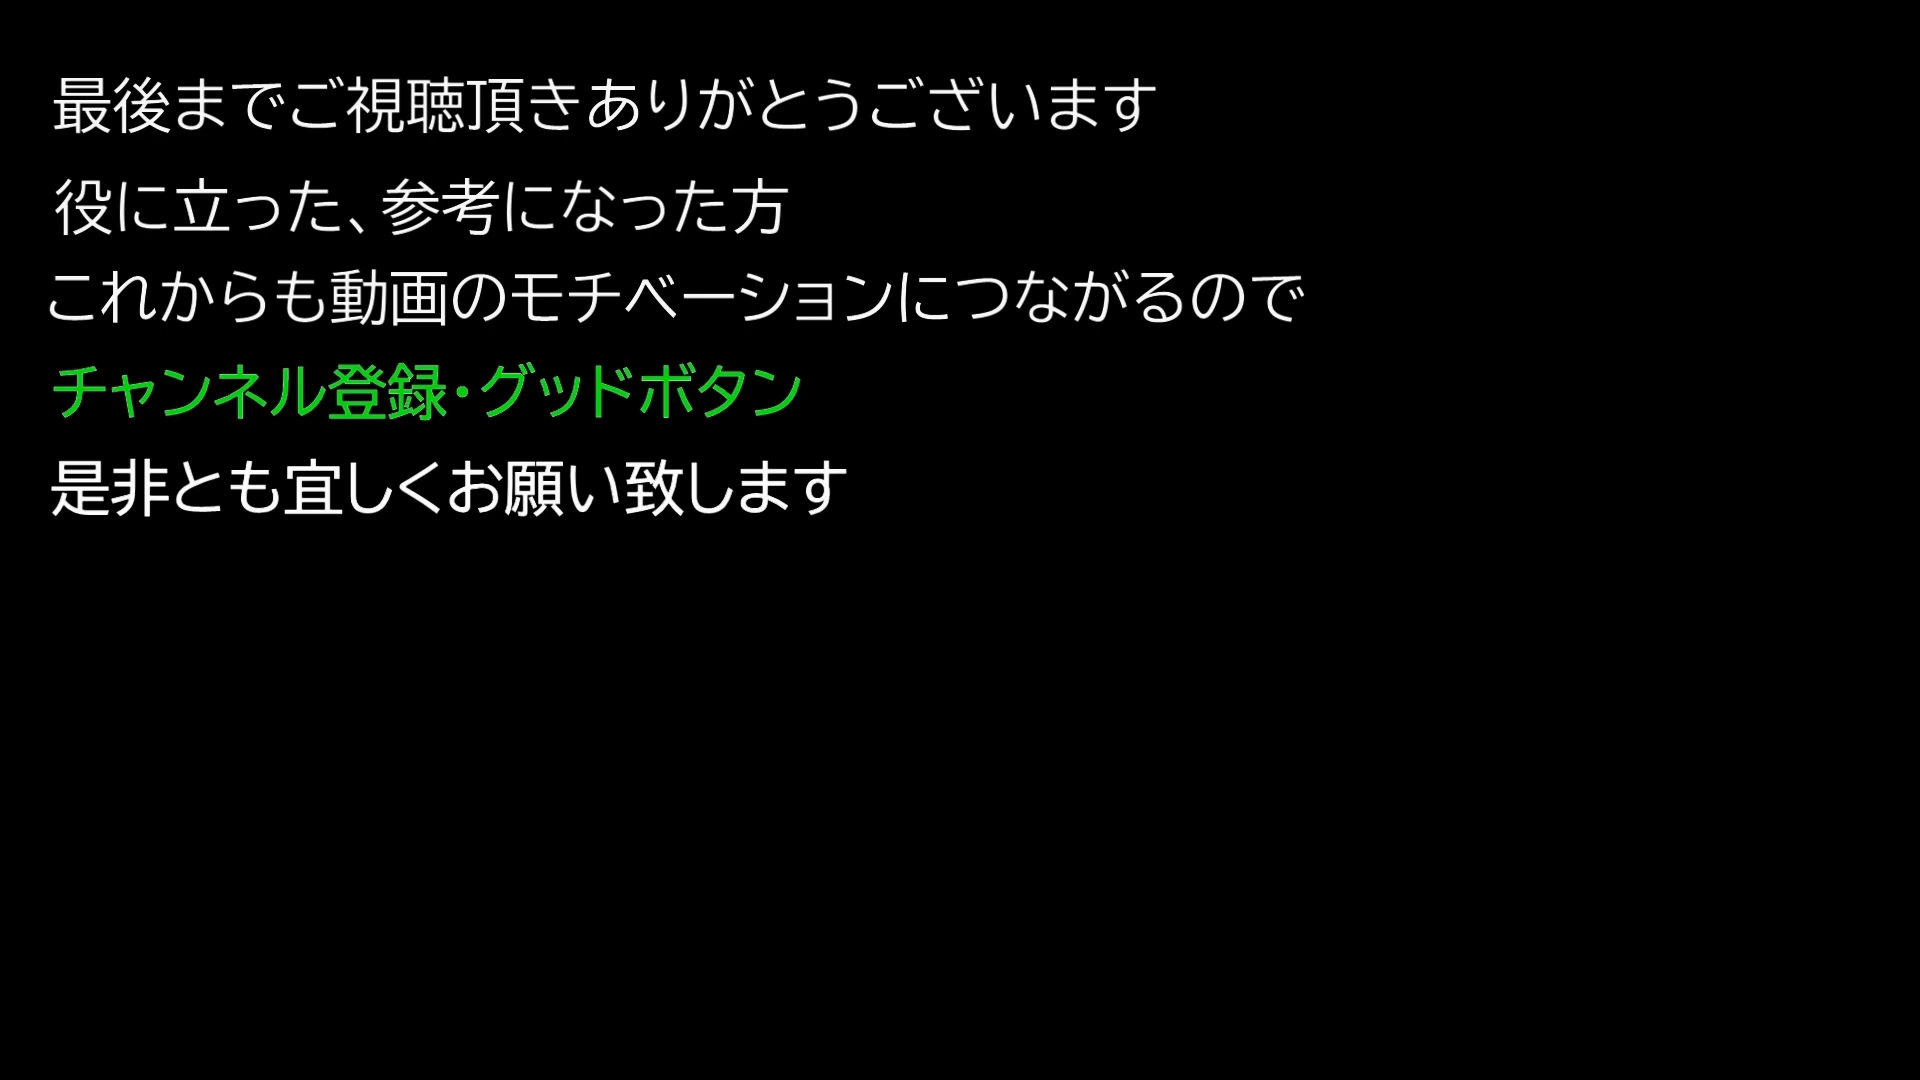 最後までご視聴頂きありがとうございます
役に立った、参考になった方
これからも動画のモチベーションにつながるので
チャンネル登録・グッドボタン
是非とも宜しくお願い致します